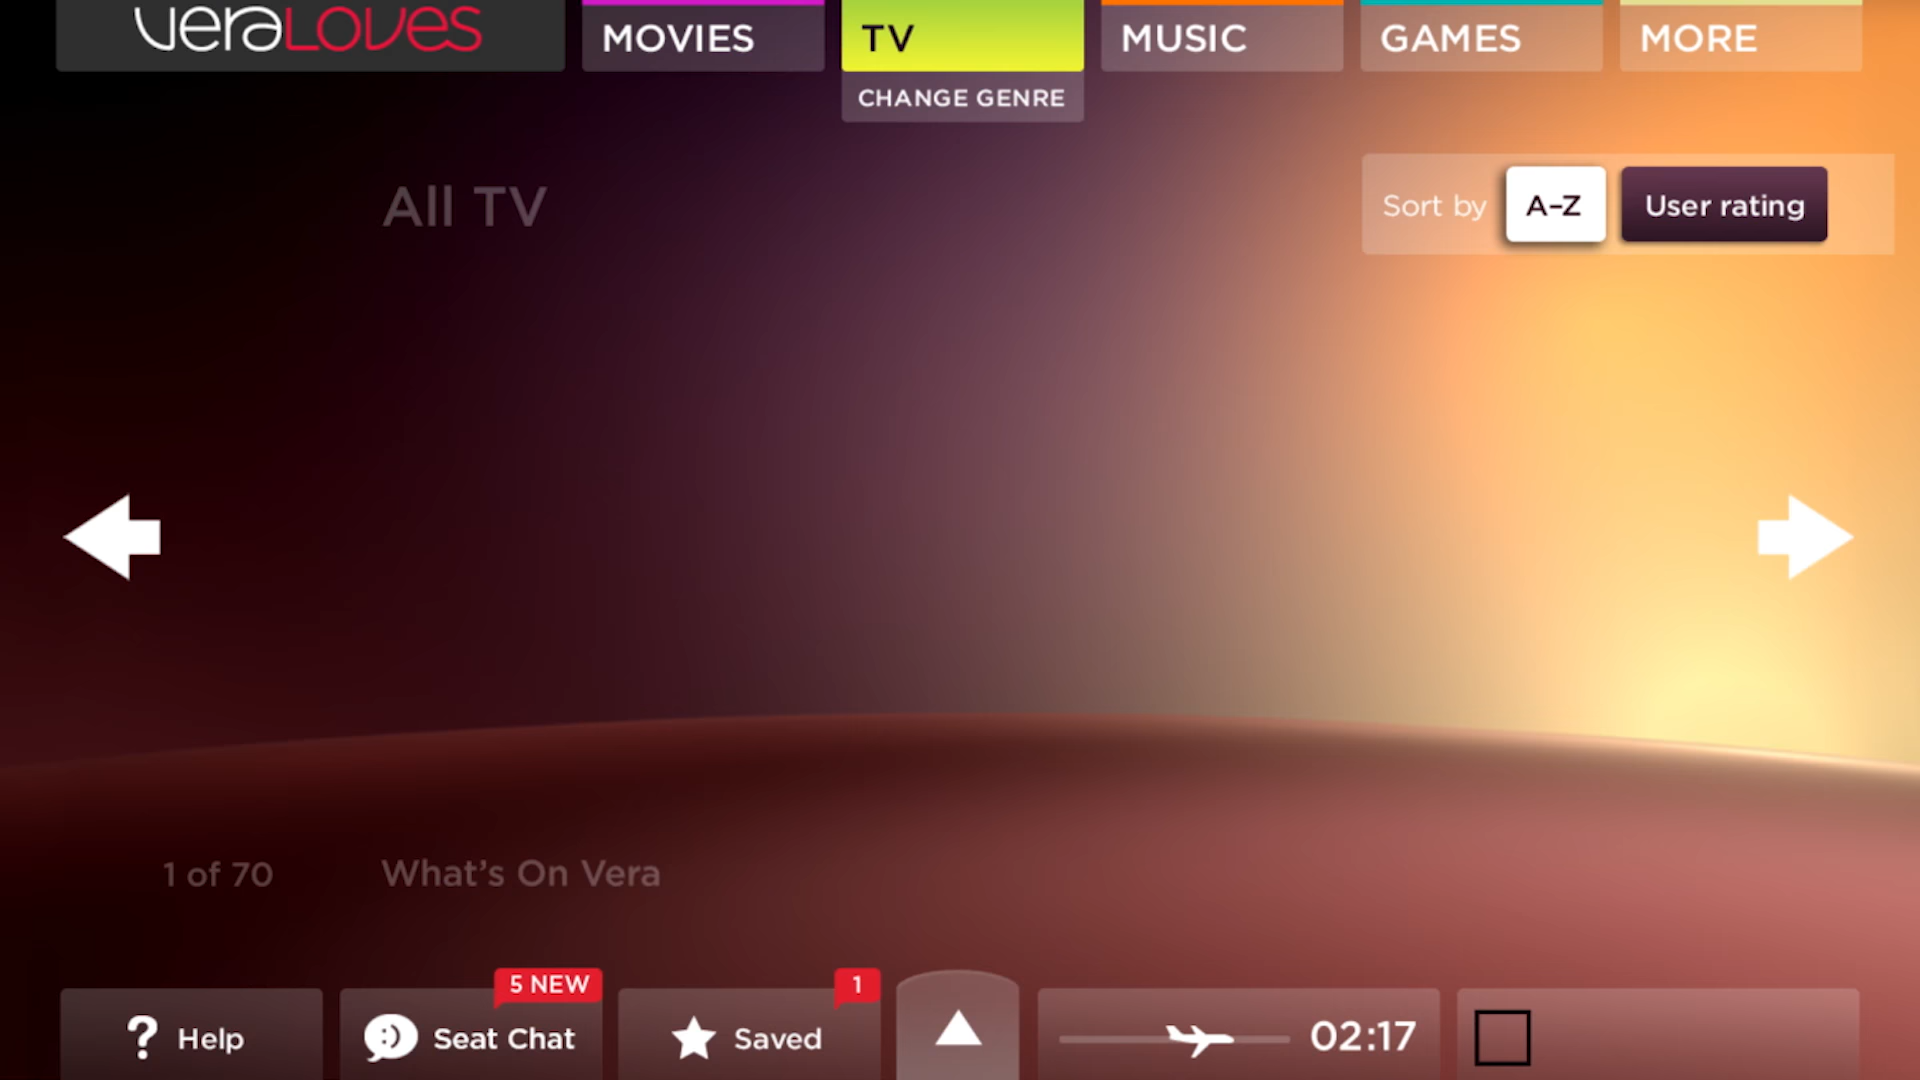 veraLoves
MOVIES
TV
MUSIC
GAMES
MORE
CHANGE GENRE
All TV
Sort by
A–Z
User rating
1 of 70
What's On Vera
5 NEW
1
? Help
Seat Chat
Saved
02:17